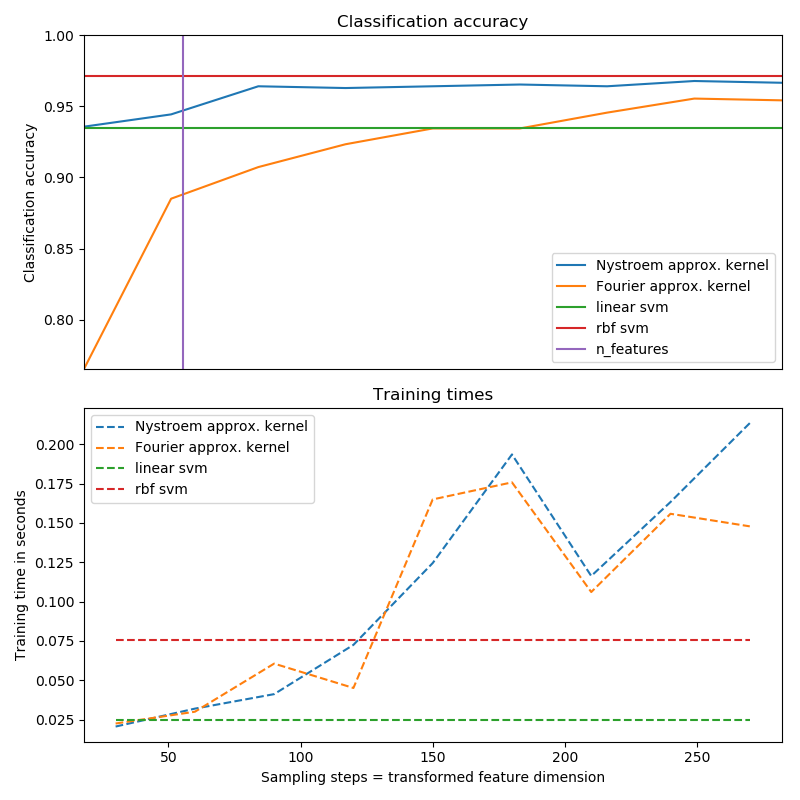 Classification accuracy
1.00
0.95
0.90
0.85
0.80
Classification accuracy
Nystroem approx. kernel
Fourier approx. kernel
linear svm
rbf svm
n_features
Training times
0.200
0.175
0.150
0.125
0.100
0.075
0.050
0.025
Training time in seconds
Nystroem approx. kernel
Fourier approx. kernel
linear svm
rbf svm
50
100
150
200
250
Sampling steps = transformed feature dimension